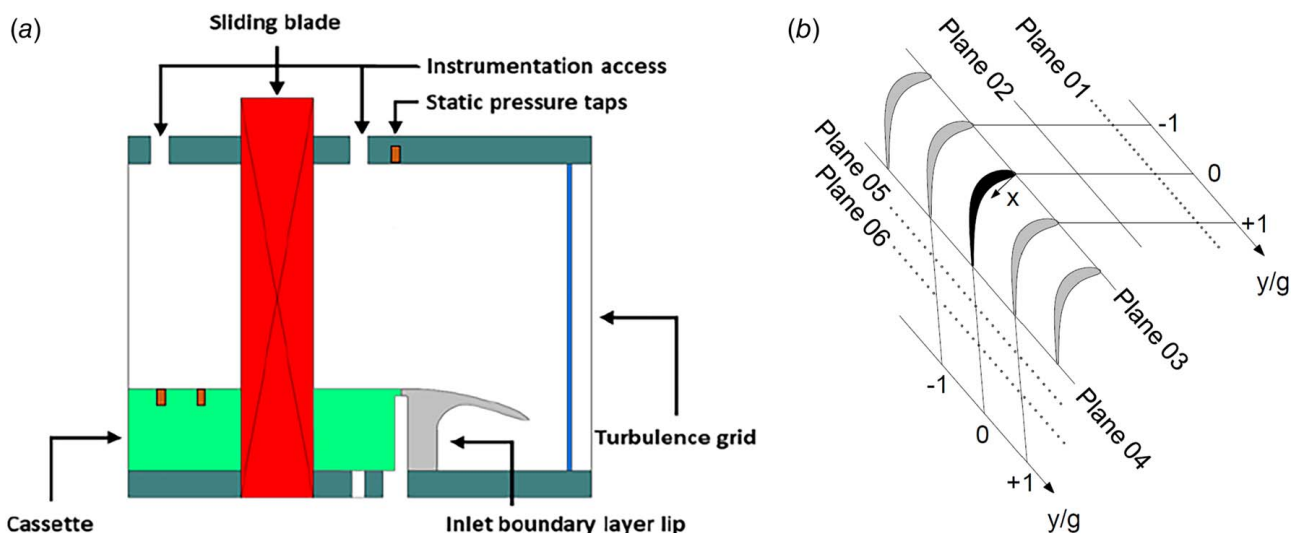 (a)
Sliding blade
Instrumentation access
Static pressure taps
Turbulence grid
Cassette
Inlet boundary layer lip
(b)
Plane 01
Plane 02
-1
0
+1
y/g
Plane 05
Plane 06
x
Plane 03
Plane 04
-1
0
+1
y/g